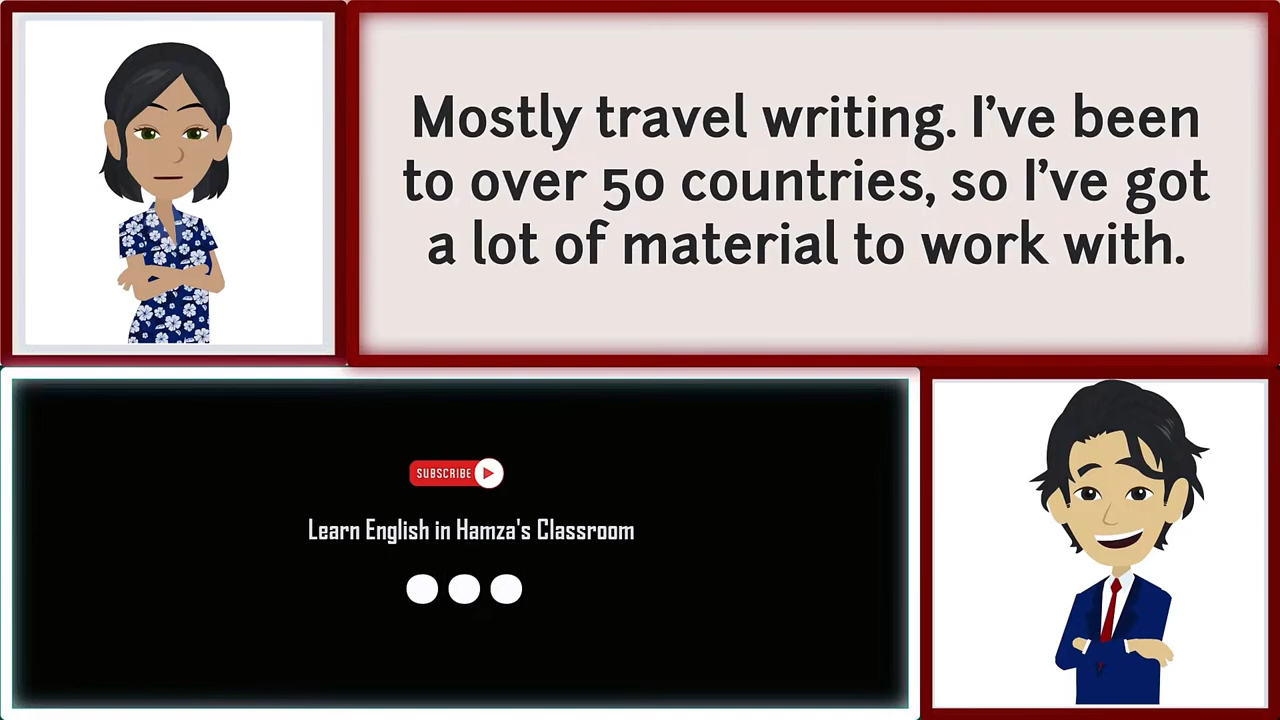 Mostly travel writing. I’ve been
to over 50 countries, so I’ve got
a lot of material to work with.
SUBSCRIBE
Learn English in Hamza's Classroom